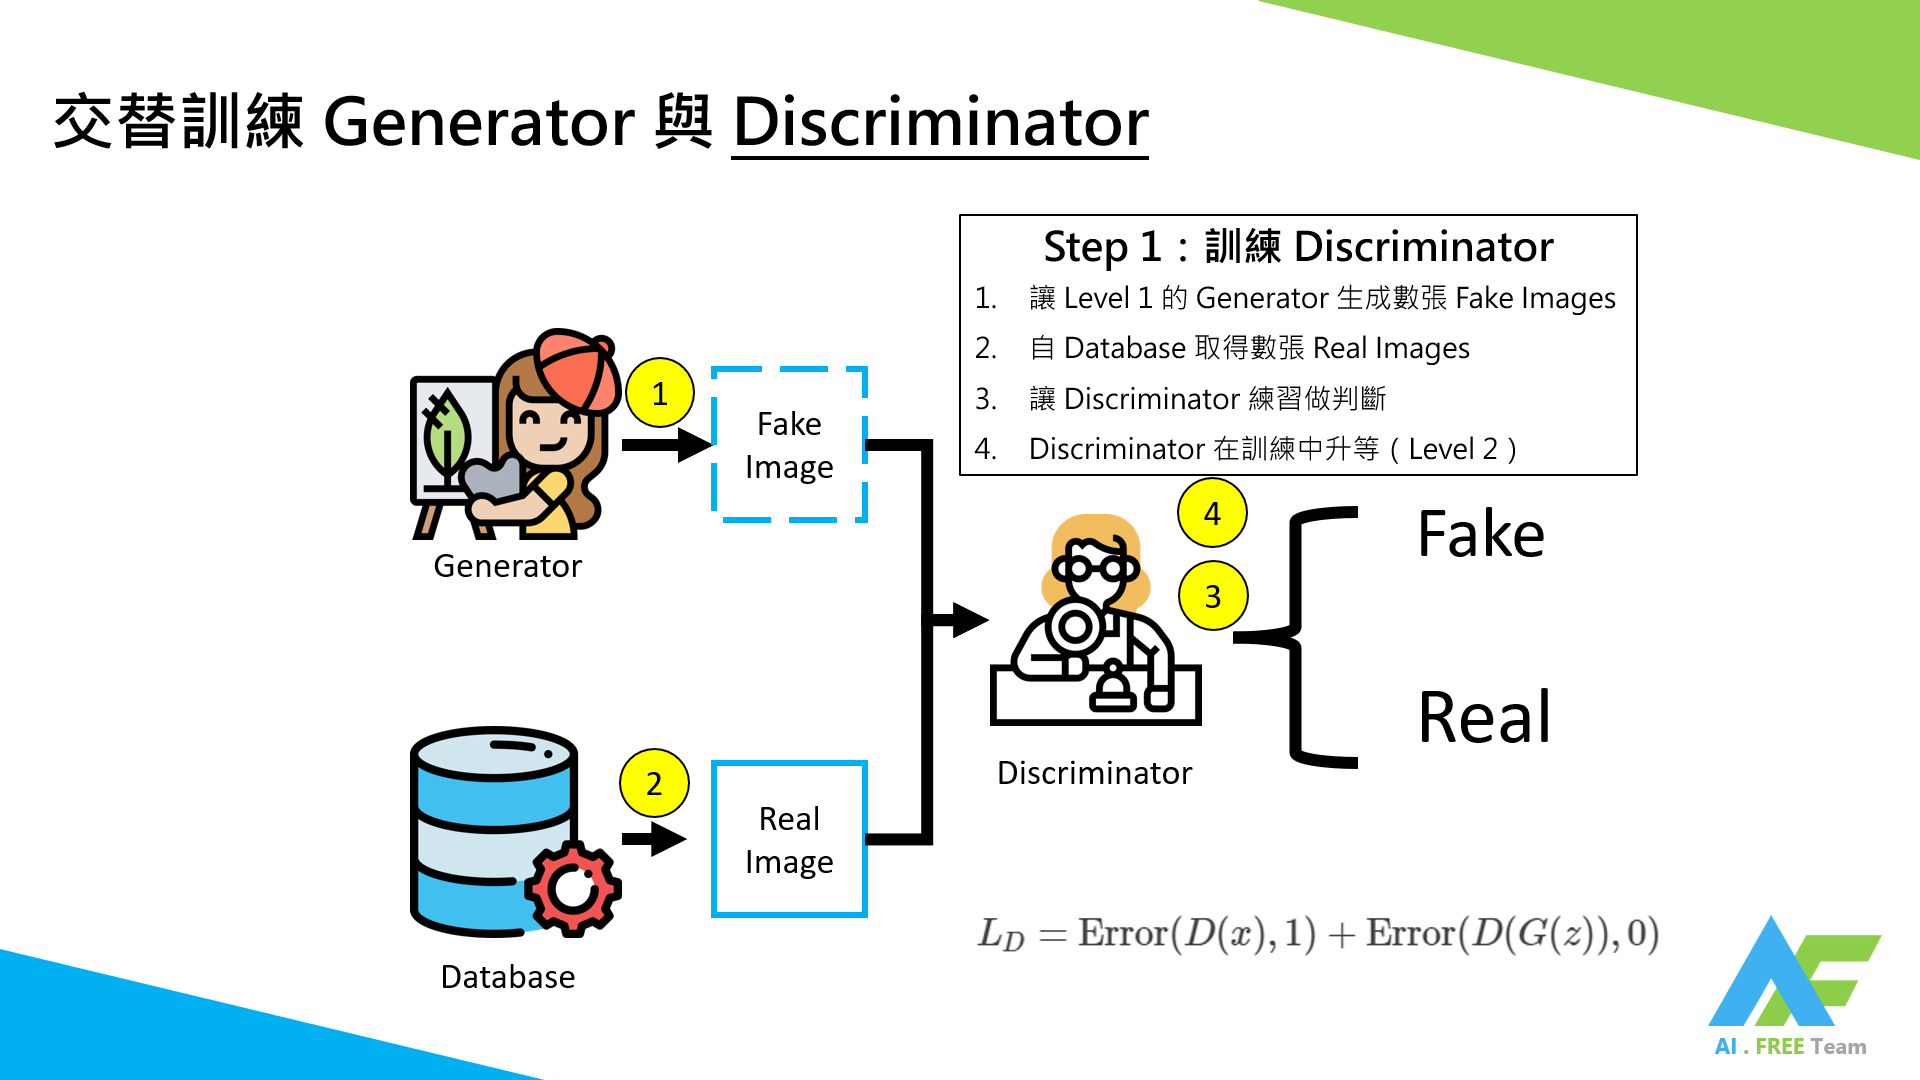 交替訓練 Generator 與 Discriminator
Step 1：訓練 Discriminator
1. 讓 Level 1 的 Generator 生成數張 Fake Images
2. 自 Database 取得數張 Real Images
3. 讓 Discriminator 練習做判斷
4. Discriminator 在訓練中升等（Level 2）
1
Fake
Image
Generator
4
3
Fake
Real
Discriminator
2
Real
Image
Database
L_D = Error(D(x), 1) + Error(D(G(z)), 0)
AI . FREE Team